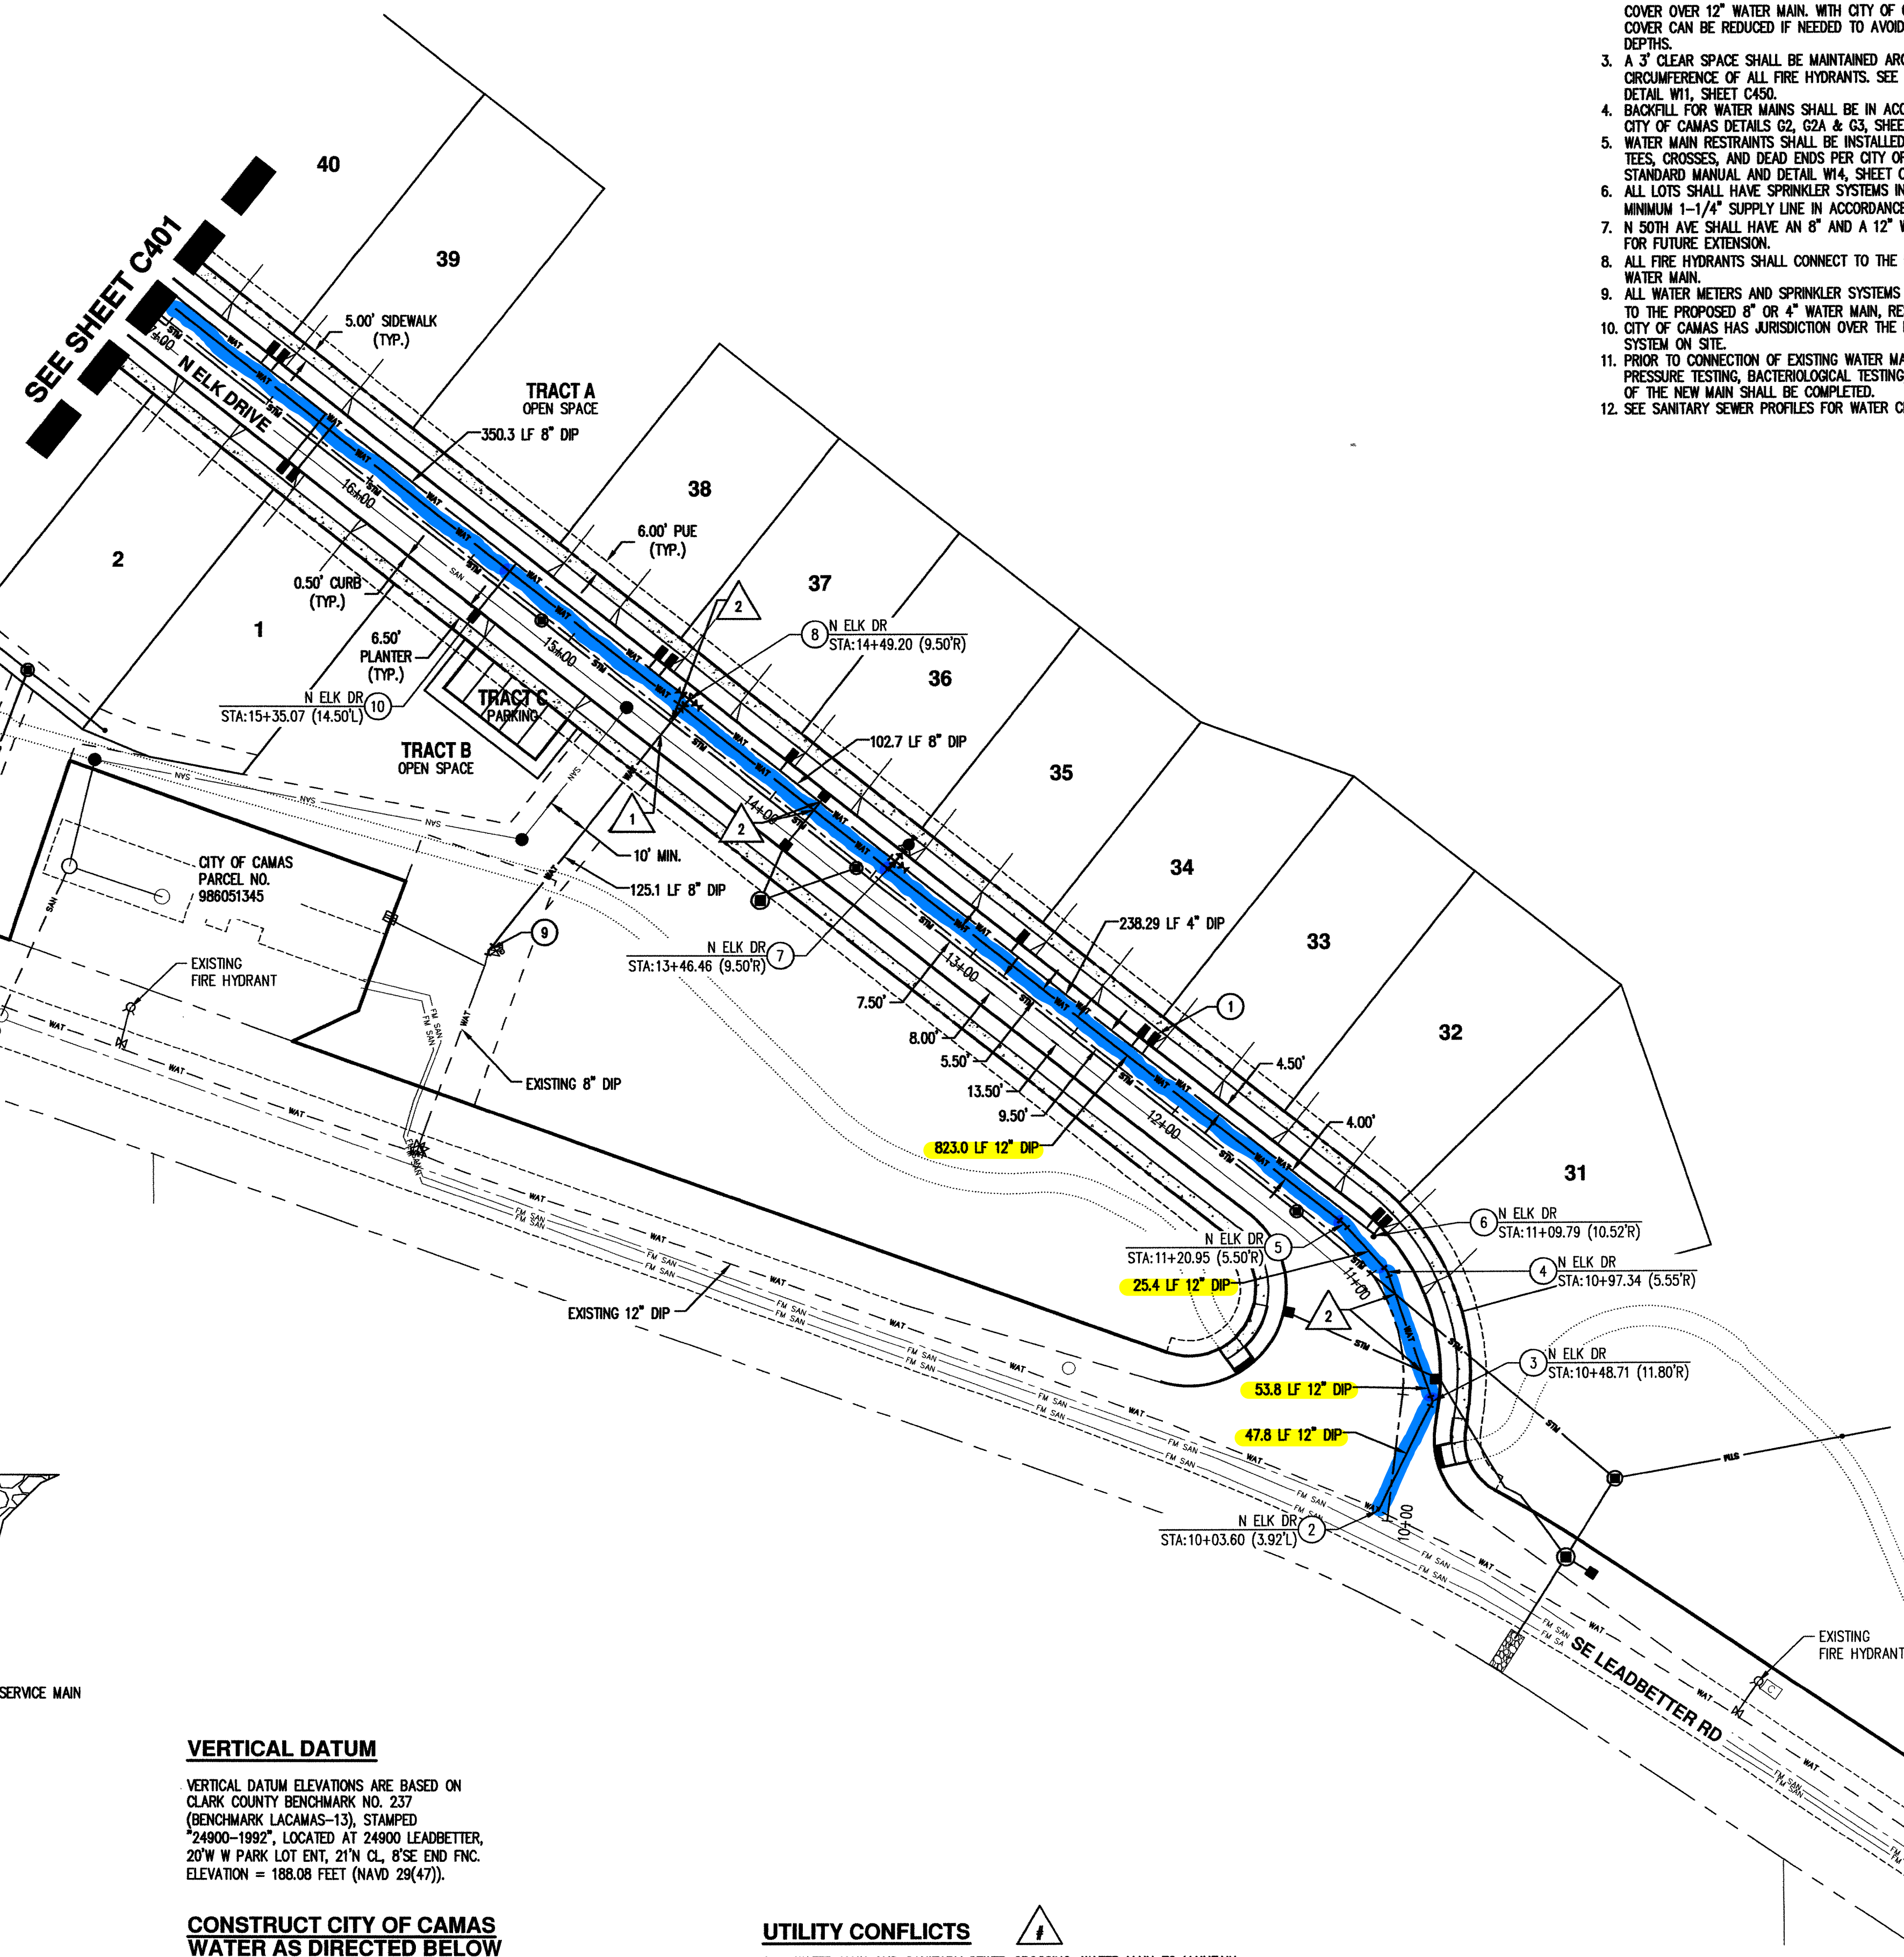 COVER OVER 12" WATER MAIN. WITH CITY OF
COVER CAN BE REDUCED IF NEEDED TO AVOID
DEPTHS.
3. A 3' CLEAR SPACE SHALL BE MAINTAINED
CIRCUMFERENCE OF ALL FIRE HYDRANTS. SEE
DETAIL W11, SHEET C450.
4. BACKFILL FOR WATER MAINS SHALL BE IN
CITY OF CAMAS DETAILS G2, G2A & G3,
5. WATER MAIN RESTRAINTS SHALL BE INSTALLED
TEES, CROSSES, AND DEAD ENDS PER CITY OF
STANDARD MANUAL AND DETAIL W14, SHEET
6. ALL LOTS SHALL HAVE SPRINKLER SYSTEMS
MINIMUM 1-1/4" SUPPLY LINE IN ACCORDANCE
7. N 50TH AVE SHALL HAVE AN 8" AND A 12"
FOR FUTURE EXTENSION.
8. ALL FIRE HYDRANTS SHALL CONNECT TO THE
WATER MAIN.
9. ALL WATER METERS AND SPRINKLER SYSTEMS
TO THE PROPOSED 8" OR 4" WATER MAIN,
10. CITY OF CAMAS HAS JURISDICTION OVER THE
SYSTEM ON SITE.
11. PRIOR TO CONNECTION OF EXISTING WATER
PRESSURE TESTING, BACTERIOLOGICAL TESTING
OF THE NEW MAIN SHALL BE COMPLETED.
12. SEE SANITARY SEWER PROFILES FOR WATER
40
39
SEE SHEET C401
5.00' SIDEWALK
(TYP.)
N ELK DRIVE
TRACT A
OPEN SPACE
350.3 LF 8" DIP
38
16+00
6.00' PUE
(TYP.)
2
0.50' CURB
(TYP.)
37
2
1
8
N ELK DR
STA:14+49.20 (9.50'R)
6.50'
PLANTER
(TYP.)
15+00
36
N ELK DR
STA:15+35.07 (14.50'L)
10
TRACT C
PARKING
TRACT B
OPEN SPACE
102.7 LF 8" DIP
35
14+00
1
2
10' MIN.
CITY OF CAMAS
PARCEL NO.
986051345
34
125.1 LF 8" DIP
9
238.29 LF 4" DIP
33
N ELK DR
STA:13+46.46 (9.50'R)
7
EXISTING
FIRE HYDRANT
13+00
7.50'
1
32
8.00'
5.50'
4.50'
EXISTING 8" DIP
13.50'
9.50'
12+00
4.00'
823.0 LF 12" DIP
31
6
N ELK DR
STA:11+09.79 (10.52'R)
N ELK DR
STA:11+20.95 (5.50'R)
5
4
N ELK DR
STA:10+97.34 (5.55'R)
25.4 LF 12" DIP
11+00
EXISTING 12" DIP
2
3
N ELK DR
STA:10+48.71 (11.80'R)
53.8 LF 12" DIP
47.8 LF 12" DIP
10+00
N ELK DR
STA:10+03.60 (3.92'L)
2
SE LEADBETTER RD
EXISTING
FIRE HYDRANT
C
SERVICE MAIN
VERTICAL DATUM
VERTICAL DATUM ELEVATIONS ARE BASED ON
CLARK COUNTY BENCHMARK NO. 237
(BENCHMARK LACAMAS-13), STAMPED
"24900-1992", LOCATED AT 24900 LEADBETTER,
20'W W PARK LOT ENT, 21'N CL, 8'SE END FNC.
ELEVATION = 188.08 FEET (NAVD 29(47)).
CONSTRUCT CITY OF CAMAS
WATER AS DIRECTED BELOW
UTILITY CONFLICTS
#